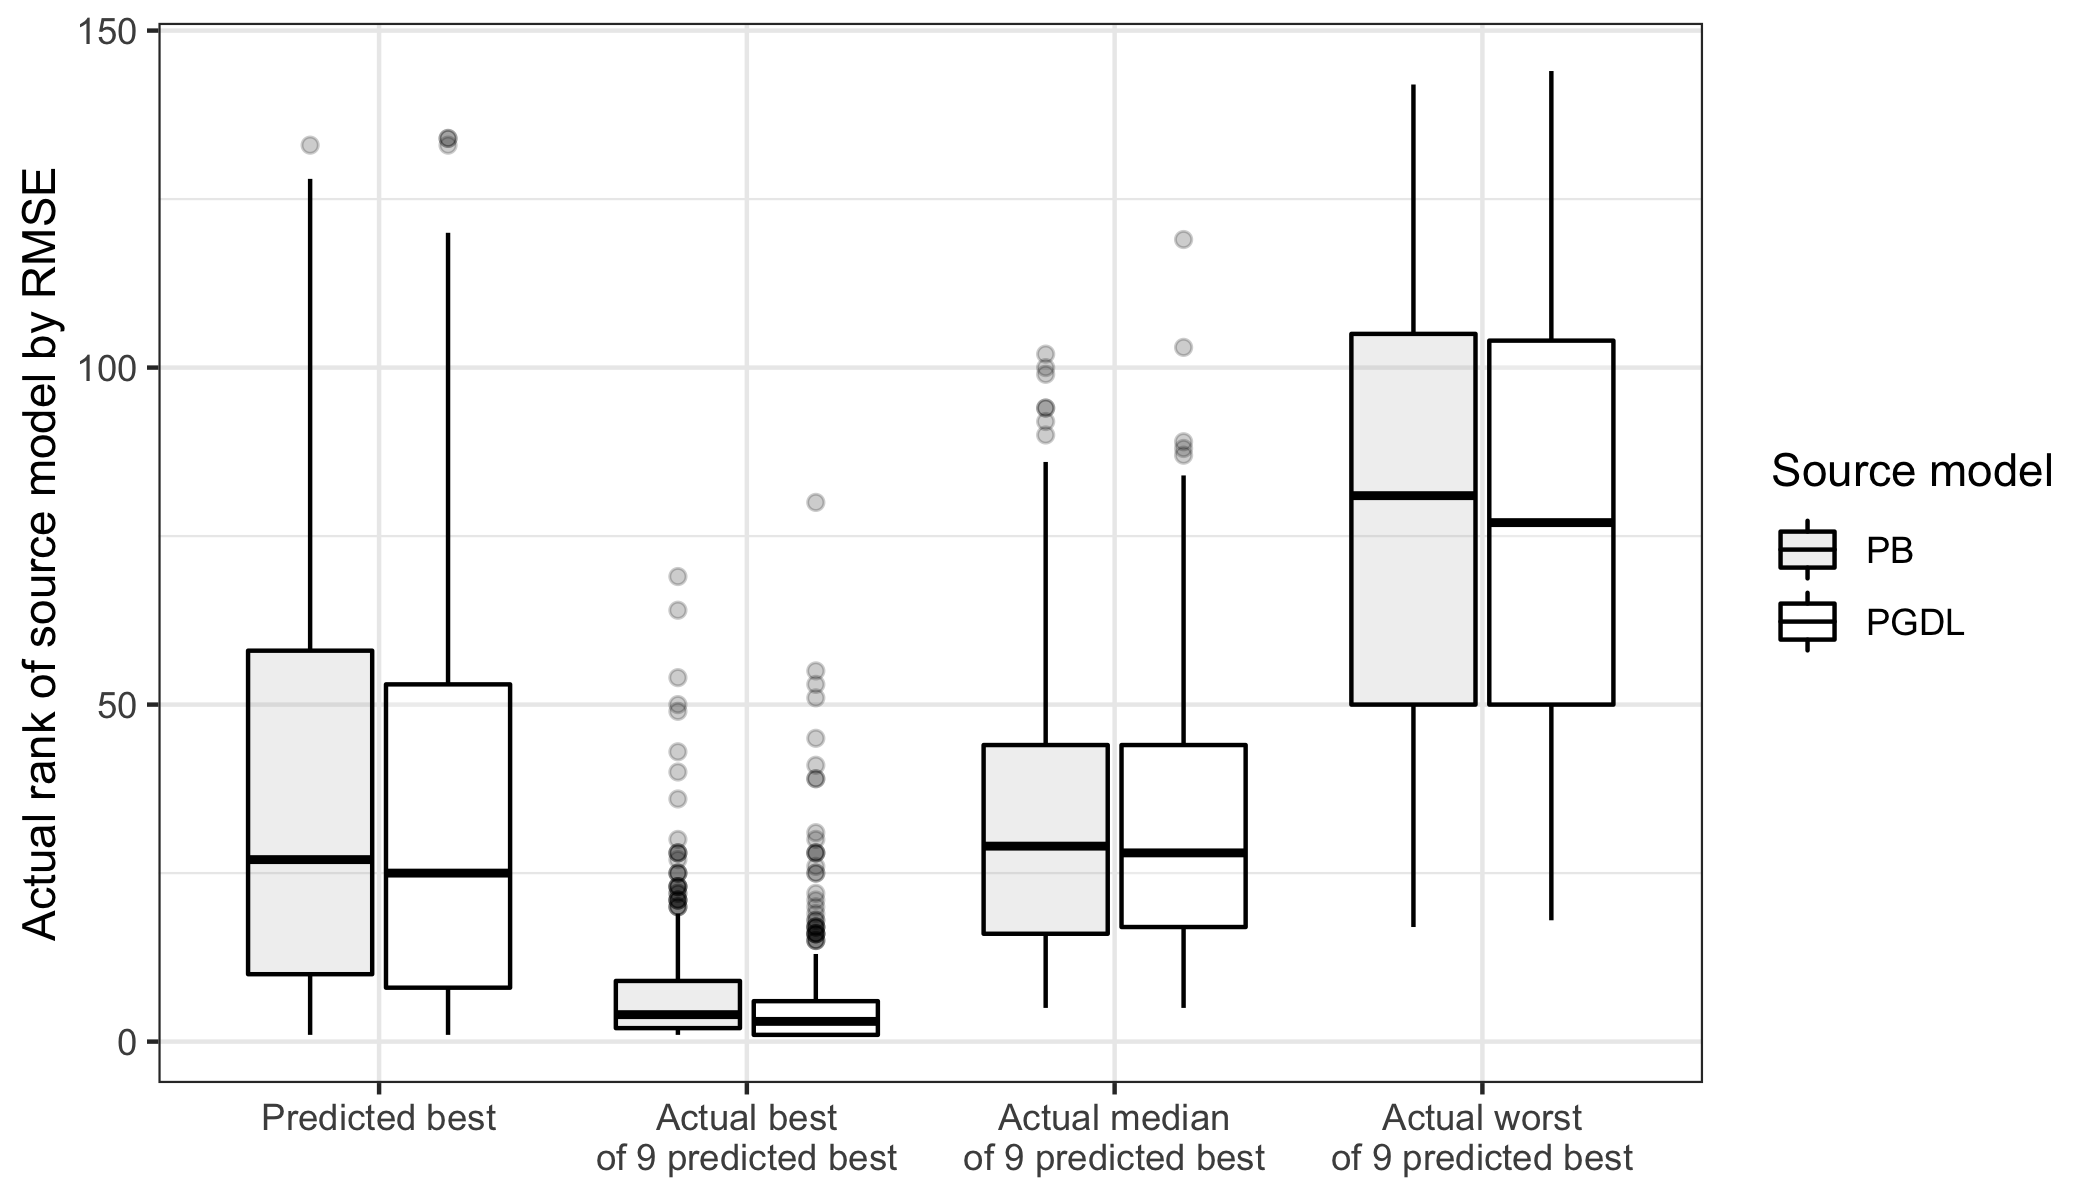 Actual rank of source model by RMSE
150
100
50
0
Predicted best
Actual best
of 9 predicted best
Actual median
of 9 predicted best
Actual worst
of 9 predicted best
Source model
PB
PGDL